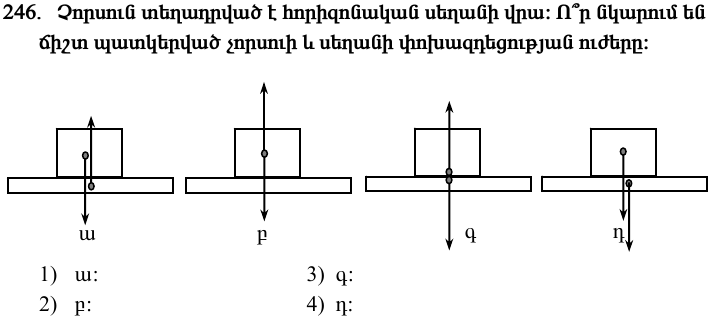 246. Չորսուն տեղադրված է հորիզոնական սեղանի վրա: Ո՞ր նկարում են
ճիշտ պատկերված չորսուի և սեղանի փոխազդեցության ուժերը:
ա բ գ դ
1) ա: 3) գ:
2) բ: 4) դ: